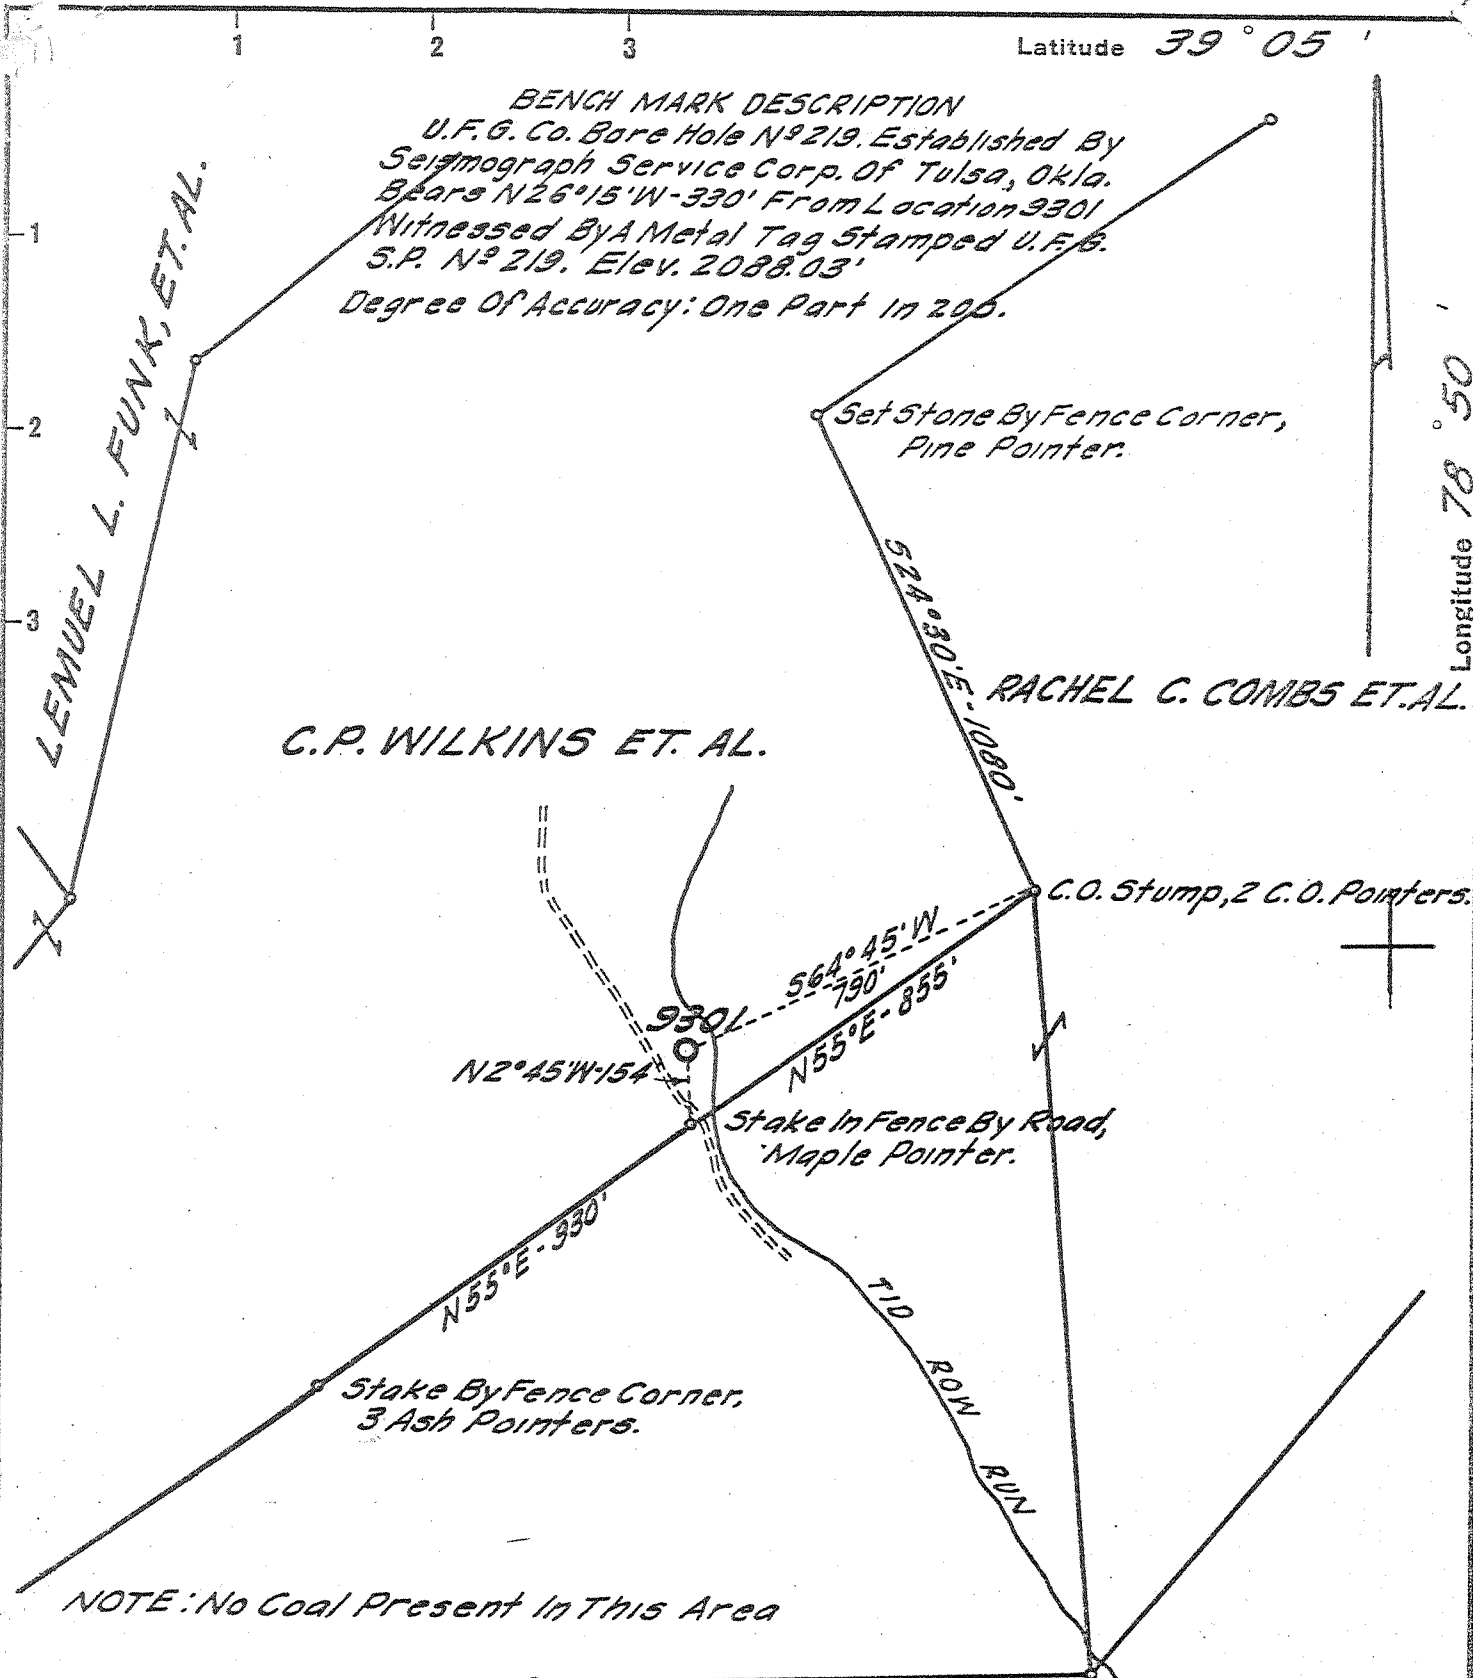 1 2 3
Latitude 39° 05 '
BENCH MARK DESCRIPTION
U.F.G. Co. Bore Hole Nº 219. Established By
Seismograph Service Corp. Of Tulsa, Okla.
Bears N26°15'W-330' From Location 9301
Witnessed By A Metal Tag Stamped U.F.G.
S.P. Nº 219. Elev. 2088.03'
Degree Of Accuracy: One Part In 200.
1
2
3
LEMUEL L. FUNK, ET. AL.
Longitude 78° 50 '
Set Stone By Fence Corner,
Pine Pointer.
S24°30'E-1080'
RACHEL C. COMBS ET. AL.
C.P. WILKINS ET. AL.
C.O. Stump, 2 C.O. Pointers.
S64°45'W
790'
9301
N55°E-855'
N2°45'W-154'
Stake In Fence By Road,
Maple Pointer.
N55°E-930'
TID ROW RUN
Stake By Fence Corner,
3 Ash Pointers.
NOTE: No Coal Present In This Area